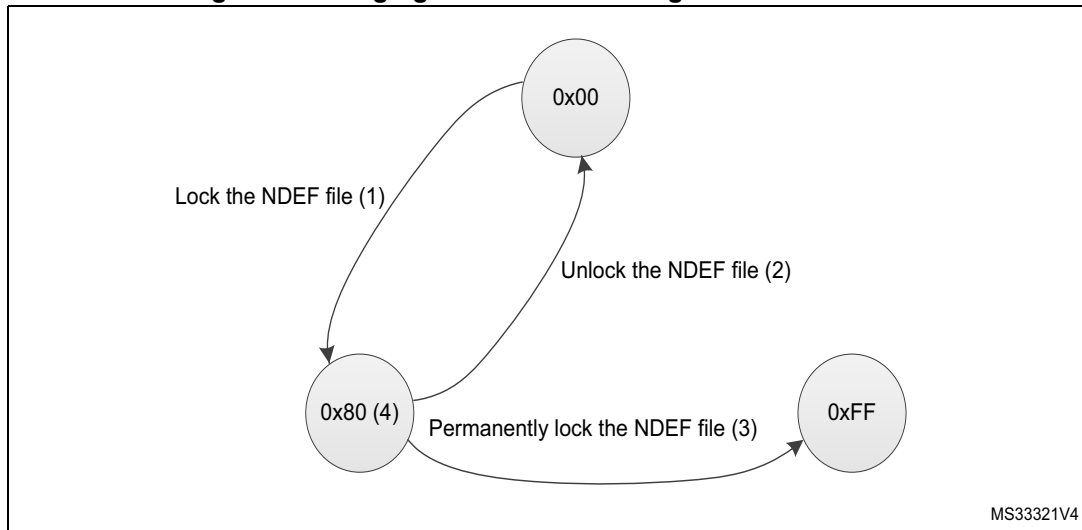 0x00
Lock the NDEF file (1)
Unlock the NDEF file (2)
0x80 (4)
0xFF
Permanently lock the NDEF file (3)
MS33321V4